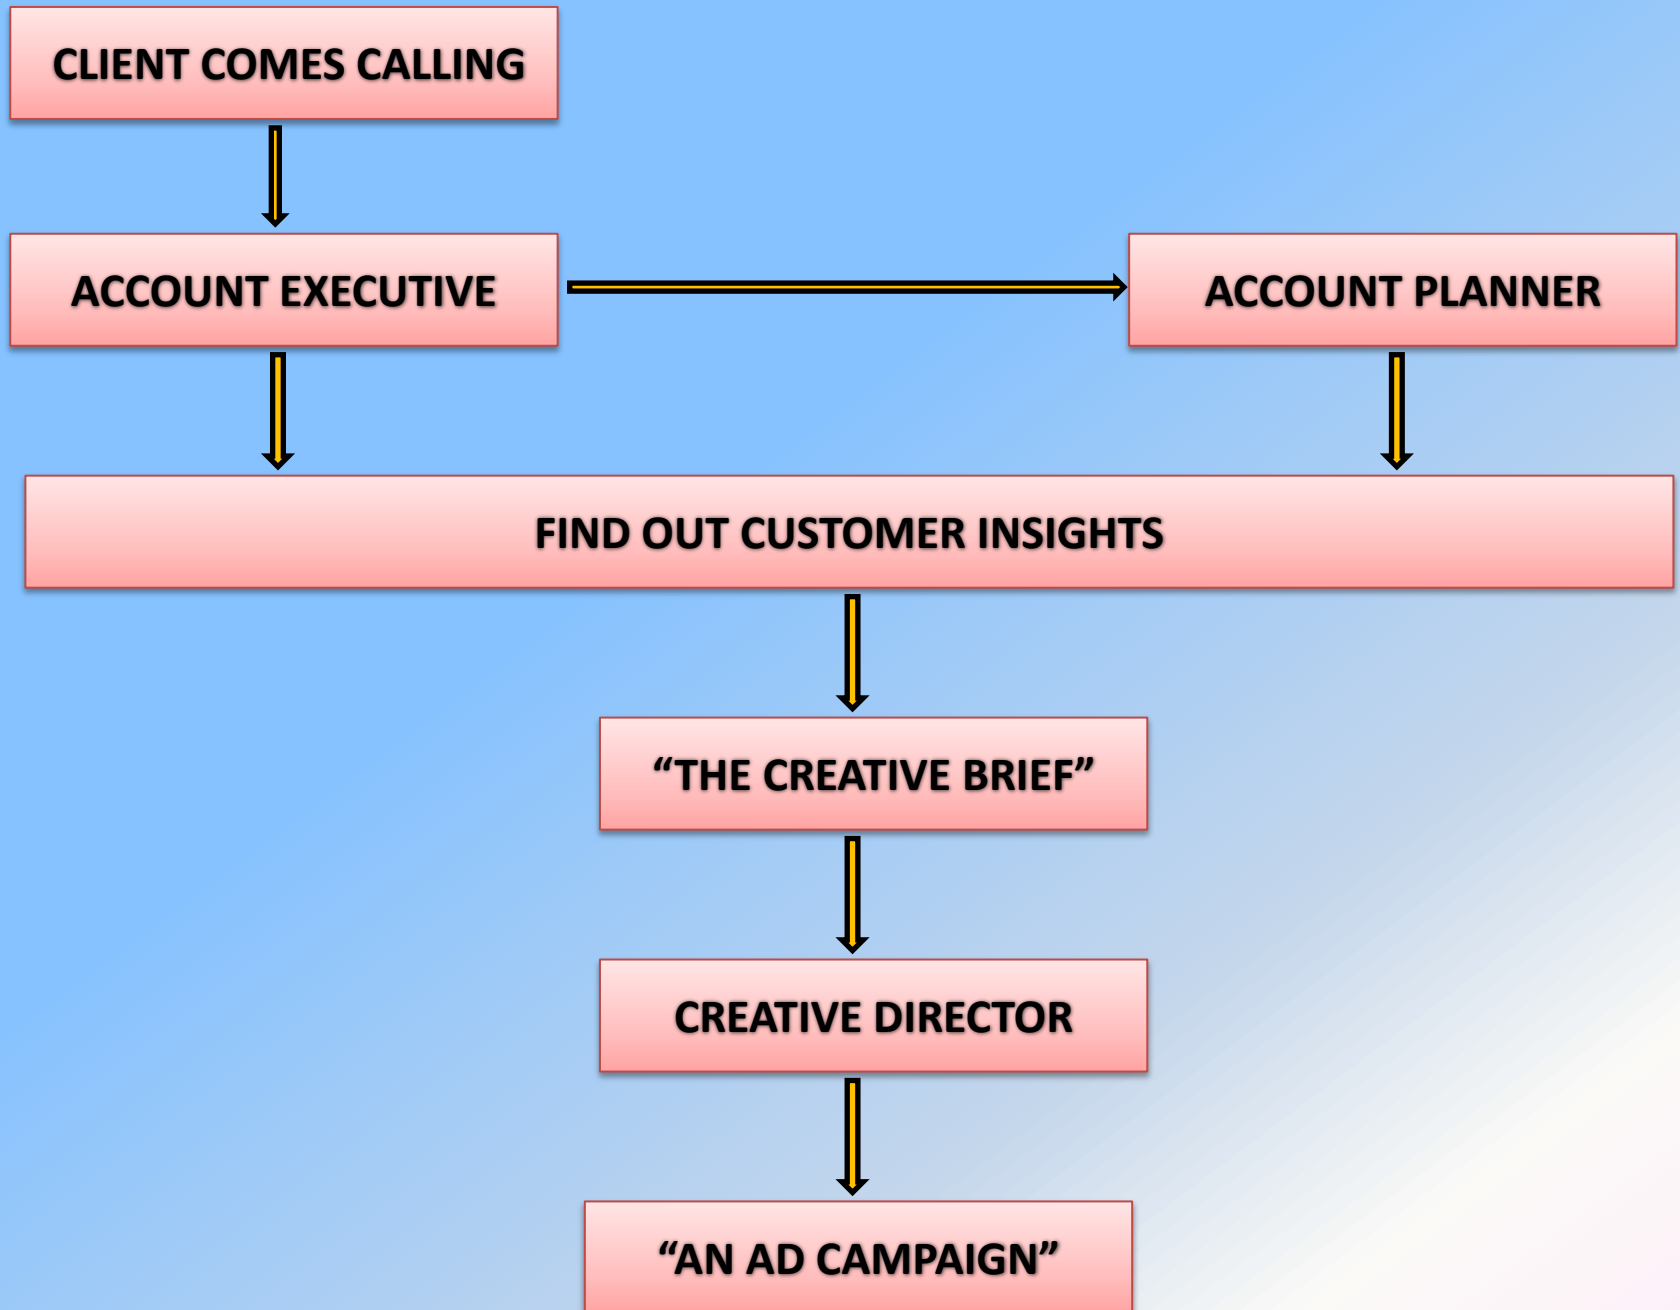 CLIENT COMES CALLING
ACCOUNT EXECUTIVE
ACCOUNT PLANNER
FIND OUT CUSTOMER INSIGHTS
“THE CREATIVE BRIEF”
CREATIVE DIRECTOR
“AN AD CAMPAIGN”